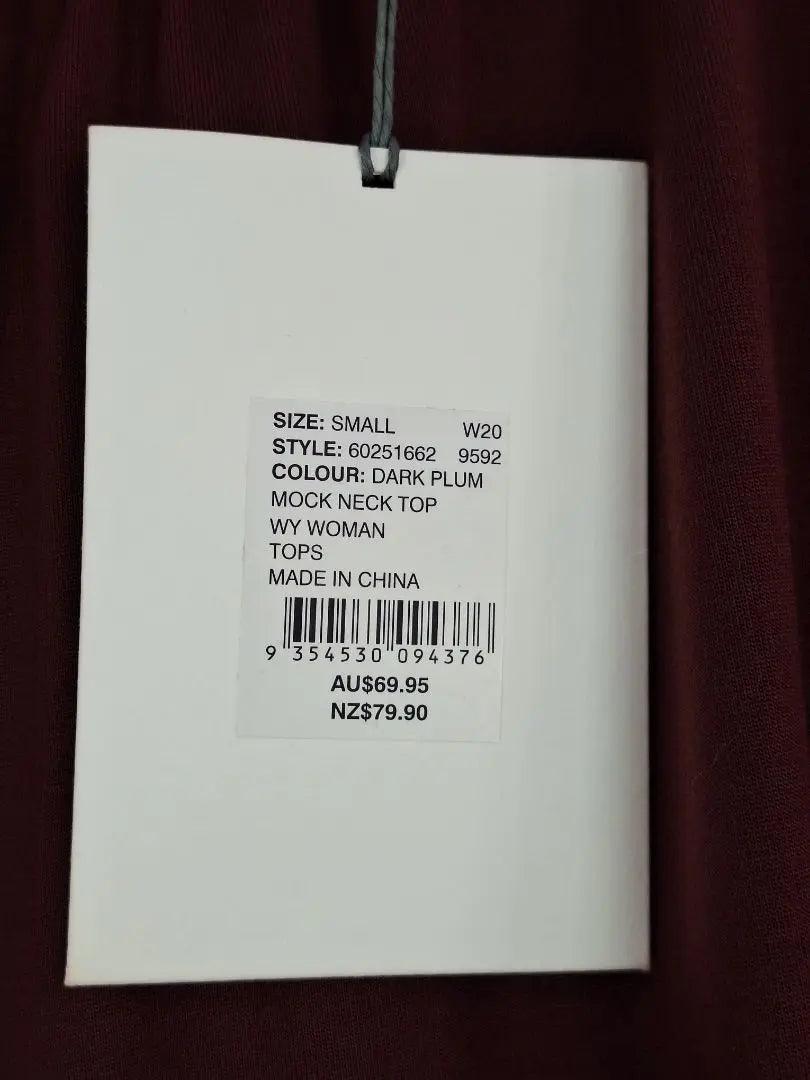 SIZE: SMALL W20
STYLE: 60251662 9592
COLOUR: DARK PLUM
MOCK NECK TOP
WY WOMAN
TOPS
MADE IN CHINA
9 354530 094376
AU$69.95
NZ$79.90